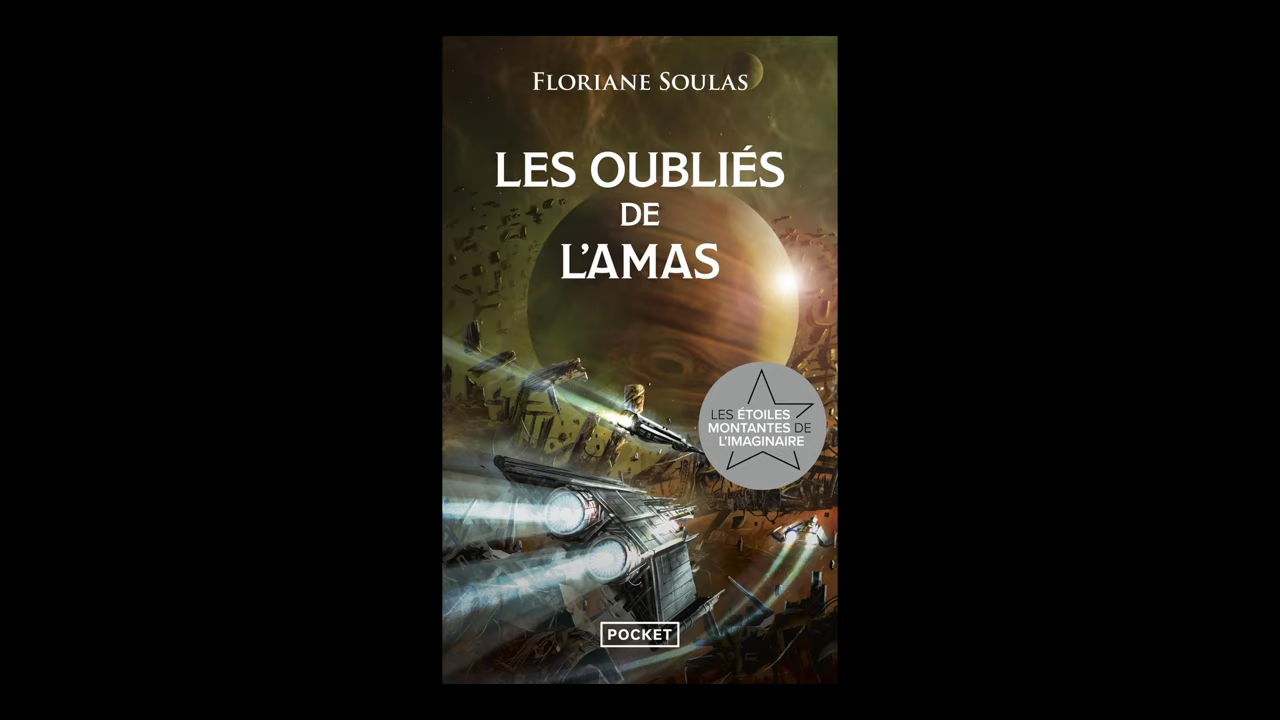 FLORIANE SOULAS
LES OUBLIÉS
DE
L'AMAS
LES ÉTOILES
MONTANTES DE
L'IMAGINAIRE
POCKET